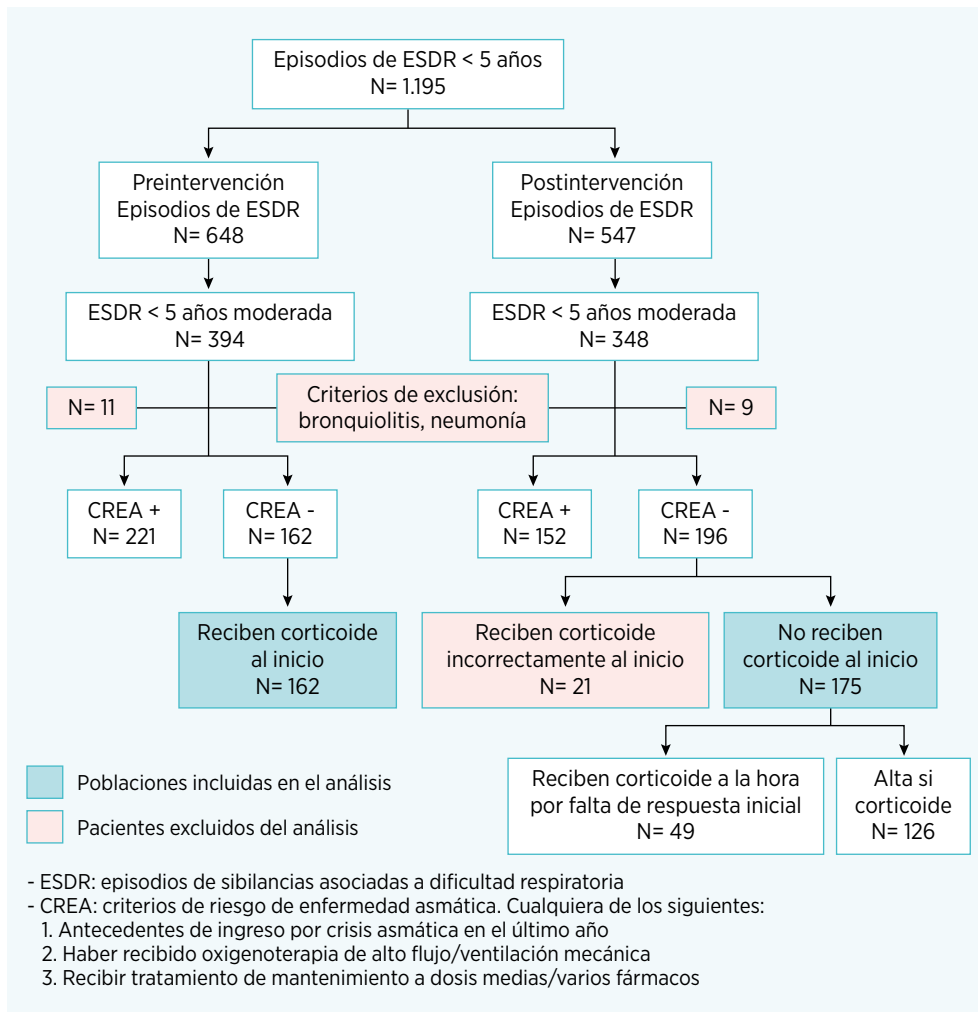 Episodios de ESDR < 5 años
N= 1.195
Preintervención
Episodios de ESDR
N= 648
Postintervención
Episodios de ESDR
N= 547
ESDR < 5 años moderada
N= 394
ESDR < 5 años moderada
N= 348
N= 11
Criterios de exclusión:
bronquiolitis, neumonía
N= 9
CREA +
N= 221
CREA -
N= 162
CREA +
N= 152
CREA -
N= 196
Reciben corticoide
al inicio
N= 162
Reciben corticoide
incorrectamente al inicio
N= 21
No reciben
corticoide al inicio
N= 175
Reciben corticoide a la hora
por falta de respuesta inicial
N= 49
Alta si
corticoide
N= 126
Poblaciones incluidas en el análisis
Pacientes excluidos del análisis
- ESDR: episodios de sibilancias asociadas a dificultad respiratoria
- CREA: criterios de riesgo de enfermedad asmática. Cualquiera de los siguientes:
1. Antecedentes de ingreso por crisis asmática en el último año
2. Haber recibido oxigenoterapia de alto flujo/ventilación mecánica
3. Recibir tratamiento de mantenimiento a dosis medias/varios fármacos